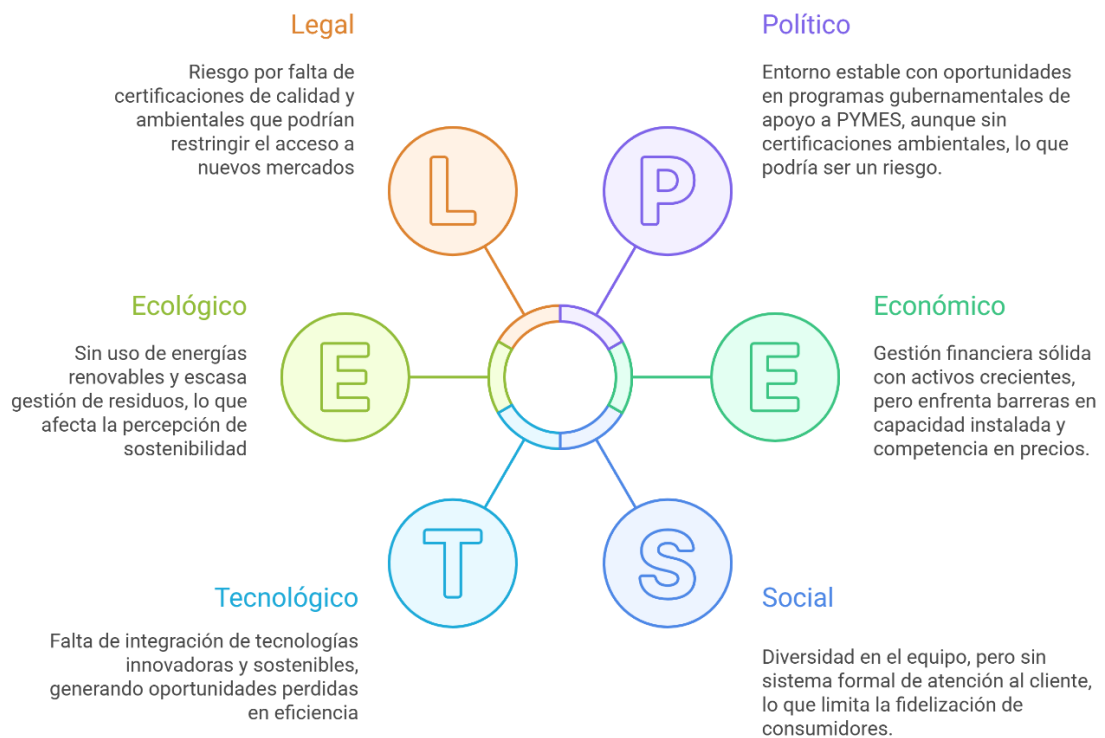 Legal
Riesgo por falta de
certificaciones de calidad y
ambientales que podrían
restringir el acceso a
nuevos mercados
L
Político
Entorno estable con oportunidades
en programas gubernamentales de
apoyo a PYMES, aunque sin
certificaciones ambientales, lo que
podría ser un riesgo.
P
Ecológico
Sin uso de energías
renovables y escasa
gestión de residuos, lo que
afecta la percepción de
sostenibilidad
E
Económico
Gestión financiera sólida
con activos crecientes,
pero enfrenta barreras en
capacidad instalada y
competencia en precios.
E
Tecnológico
Falta de integración de tecnologías
innovadoras y sostenibles,
generando oportunidades perdidas
en eficiencia
T
Social
Diversidad en el equipo, pero sin
sistema formal de atención al cliente,
lo que limita la fidelización de
consumidores.
S